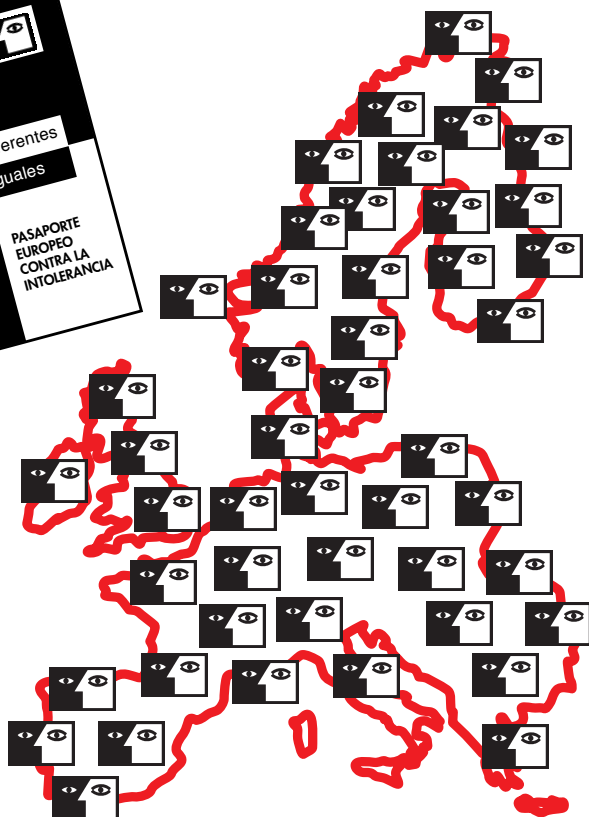 erentes
guales
PASAPORTE
EUROPEO
CONTRA LA
INTOLERANCIA